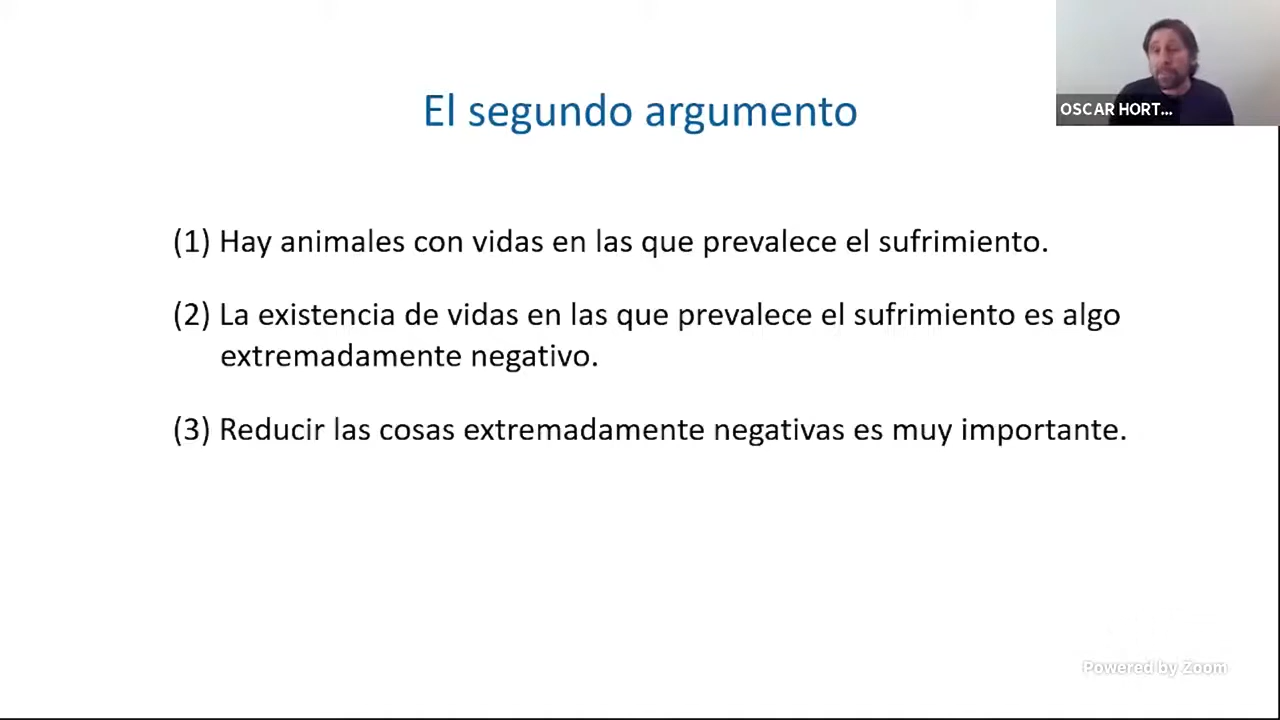 El segundo argumento
OSCAR HORT...
(1) Hay animales con vidas en las que prevalece el sufrimiento.
(2) La existencia de vidas en las que prevalece el sufrimiento es algo
extremadamente negativo.
(3) Reducir las cosas extremadamente negativas es muy importante.
Powered by Zoom